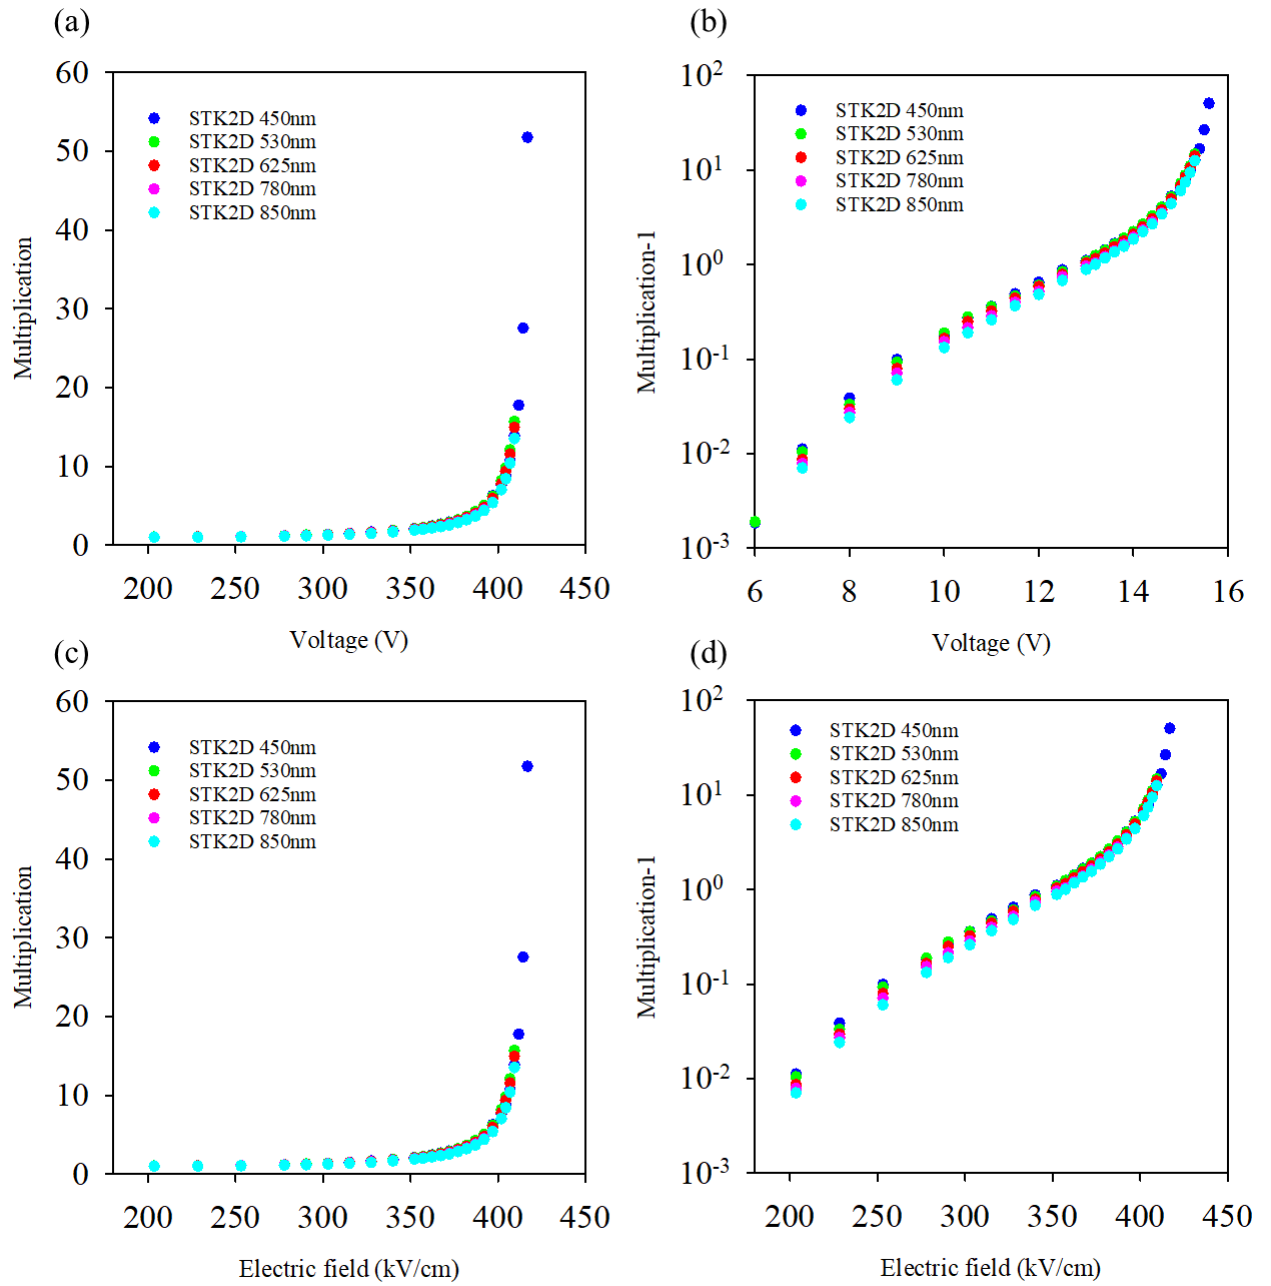 (a)
60
50
40
30
20
10
0
Multiplication
STK2D 450nm
STK2D 530nm
STK2D 625nm
STK2D 780nm
STK2D 850nm
200 250 300 350 400 450
Voltage (V)
(b)
10²
10¹
10⁰
10⁻¹
10⁻²
10⁻³
Multiplication-1
STK2D 450nm
STK2D 530nm
STK2D 625nm
STK2D 780nm
STK2D 850nm
6 8 10 12 14 16
Voltage (V)
(c)
60
50
40
30
20
10
0
Multiplication
STK2D 450nm
STK2D 530nm
STK2D 625nm
STK2D 780nm
STK2D 850nm
200 250 300 350 400 450
Electric field (kV/cm)
(d)
10²
10¹
10⁰
10⁻¹
10⁻²
10⁻³
Multiplication-1
STK2D 450nm
STK2D 530nm
STK2D 625nm
STK2D 780nm
STK2D 850nm
200 250 300 350 400 450
Electric field (kV/cm)